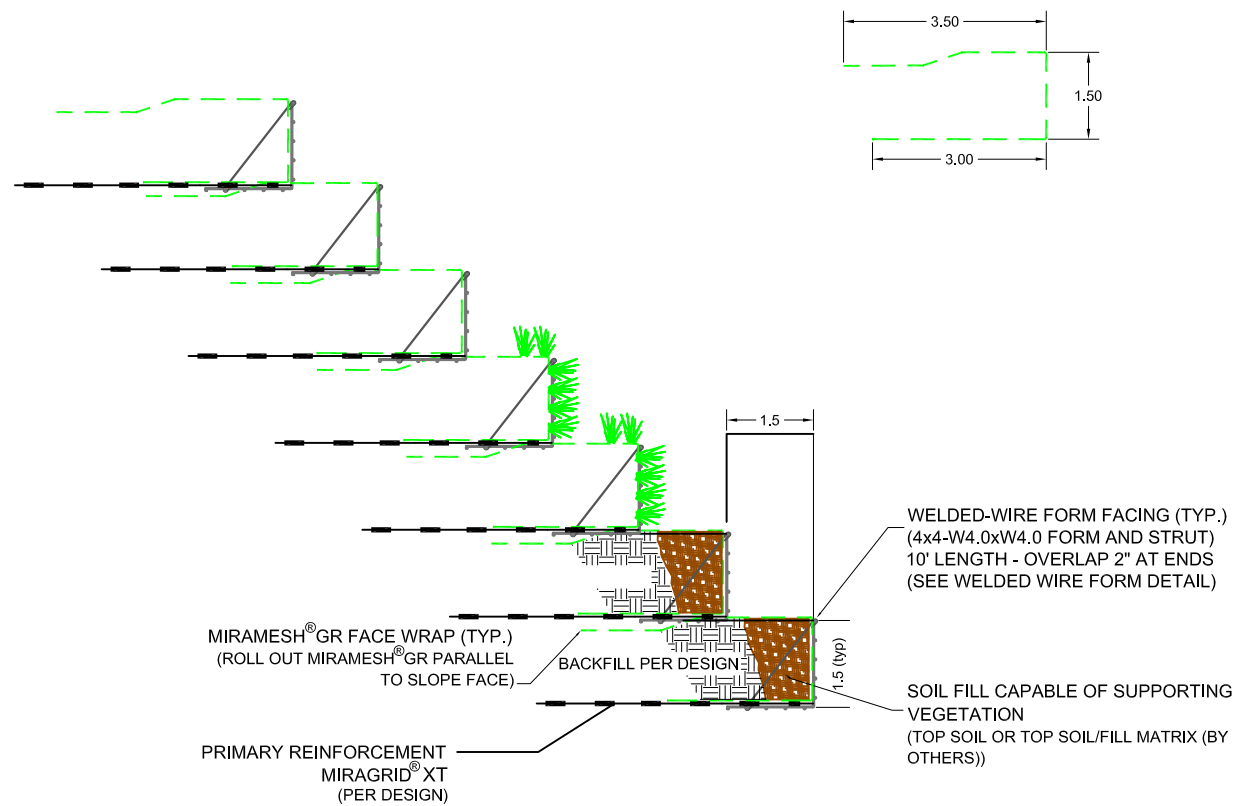 3.50
1.50
3.00
1.5
WELDED-WIRE FORM FACING (TYP.)
(4x4-W4.0xW4.0 FORM AND STRUT)
10' LENGTH - OVERLAP 2" AT ENDS
(SEE WELDED WIRE FORM DETAIL)
MIRAMESH®GR FACE WRAP (TYP.)
(ROLL OUT MIRAMESH®GR PARALLEL
TO SLOPE FACE)
BACKFILL PER DESIGN
1.5 (typ)
SOIL FILL CAPABLE OF SUPPORTING
VEGETATION
(TOP SOIL OR TOP SOIL/FILL MATRIX (BY
OTHERS))
PRIMARY REINFORCEMENT
MIRAGRID® XT
(PER DESIGN)